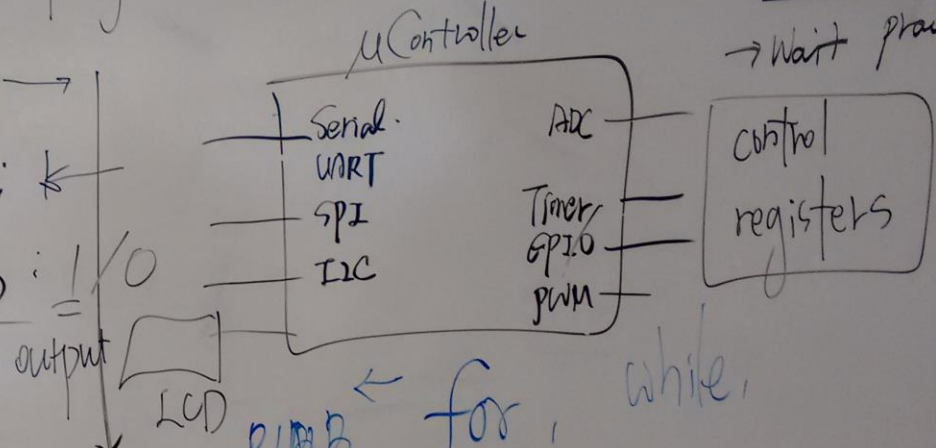 μController
→ Wait
Serial.
UART
SPI
I2C
ADC
Timer,
GPIO
PWM
control
registers
: I/O
output
LCD
← for, while,